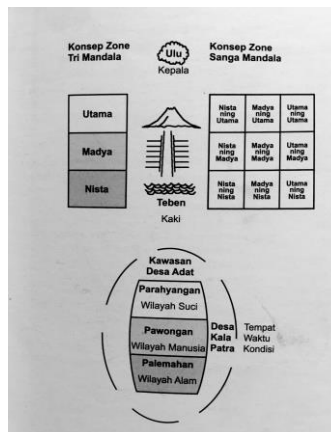 Konsep Zone
Tri Mandala
Ulu
Kepala
Konsep Zone
Sanga Mandala
Utama
Madya
Nista
Teben
Kaki
Nista
ning
Utama
Madya
ning
Utama
Utama
ning
Utama
Nista
ning
Madya
Madya
ning
Madya
Utama
ning
Madya
Nista
ning
Nista
Madya
ning
Nista
Utama
ning
Nista
Kawasan
Desa Adat
Parahyangan
Wilayah Suci
Pawongan
Wilayah Manusia
Palemahan
Wilayah Alam
Desa Tempat
Kala Waktu
Patra Kondisi